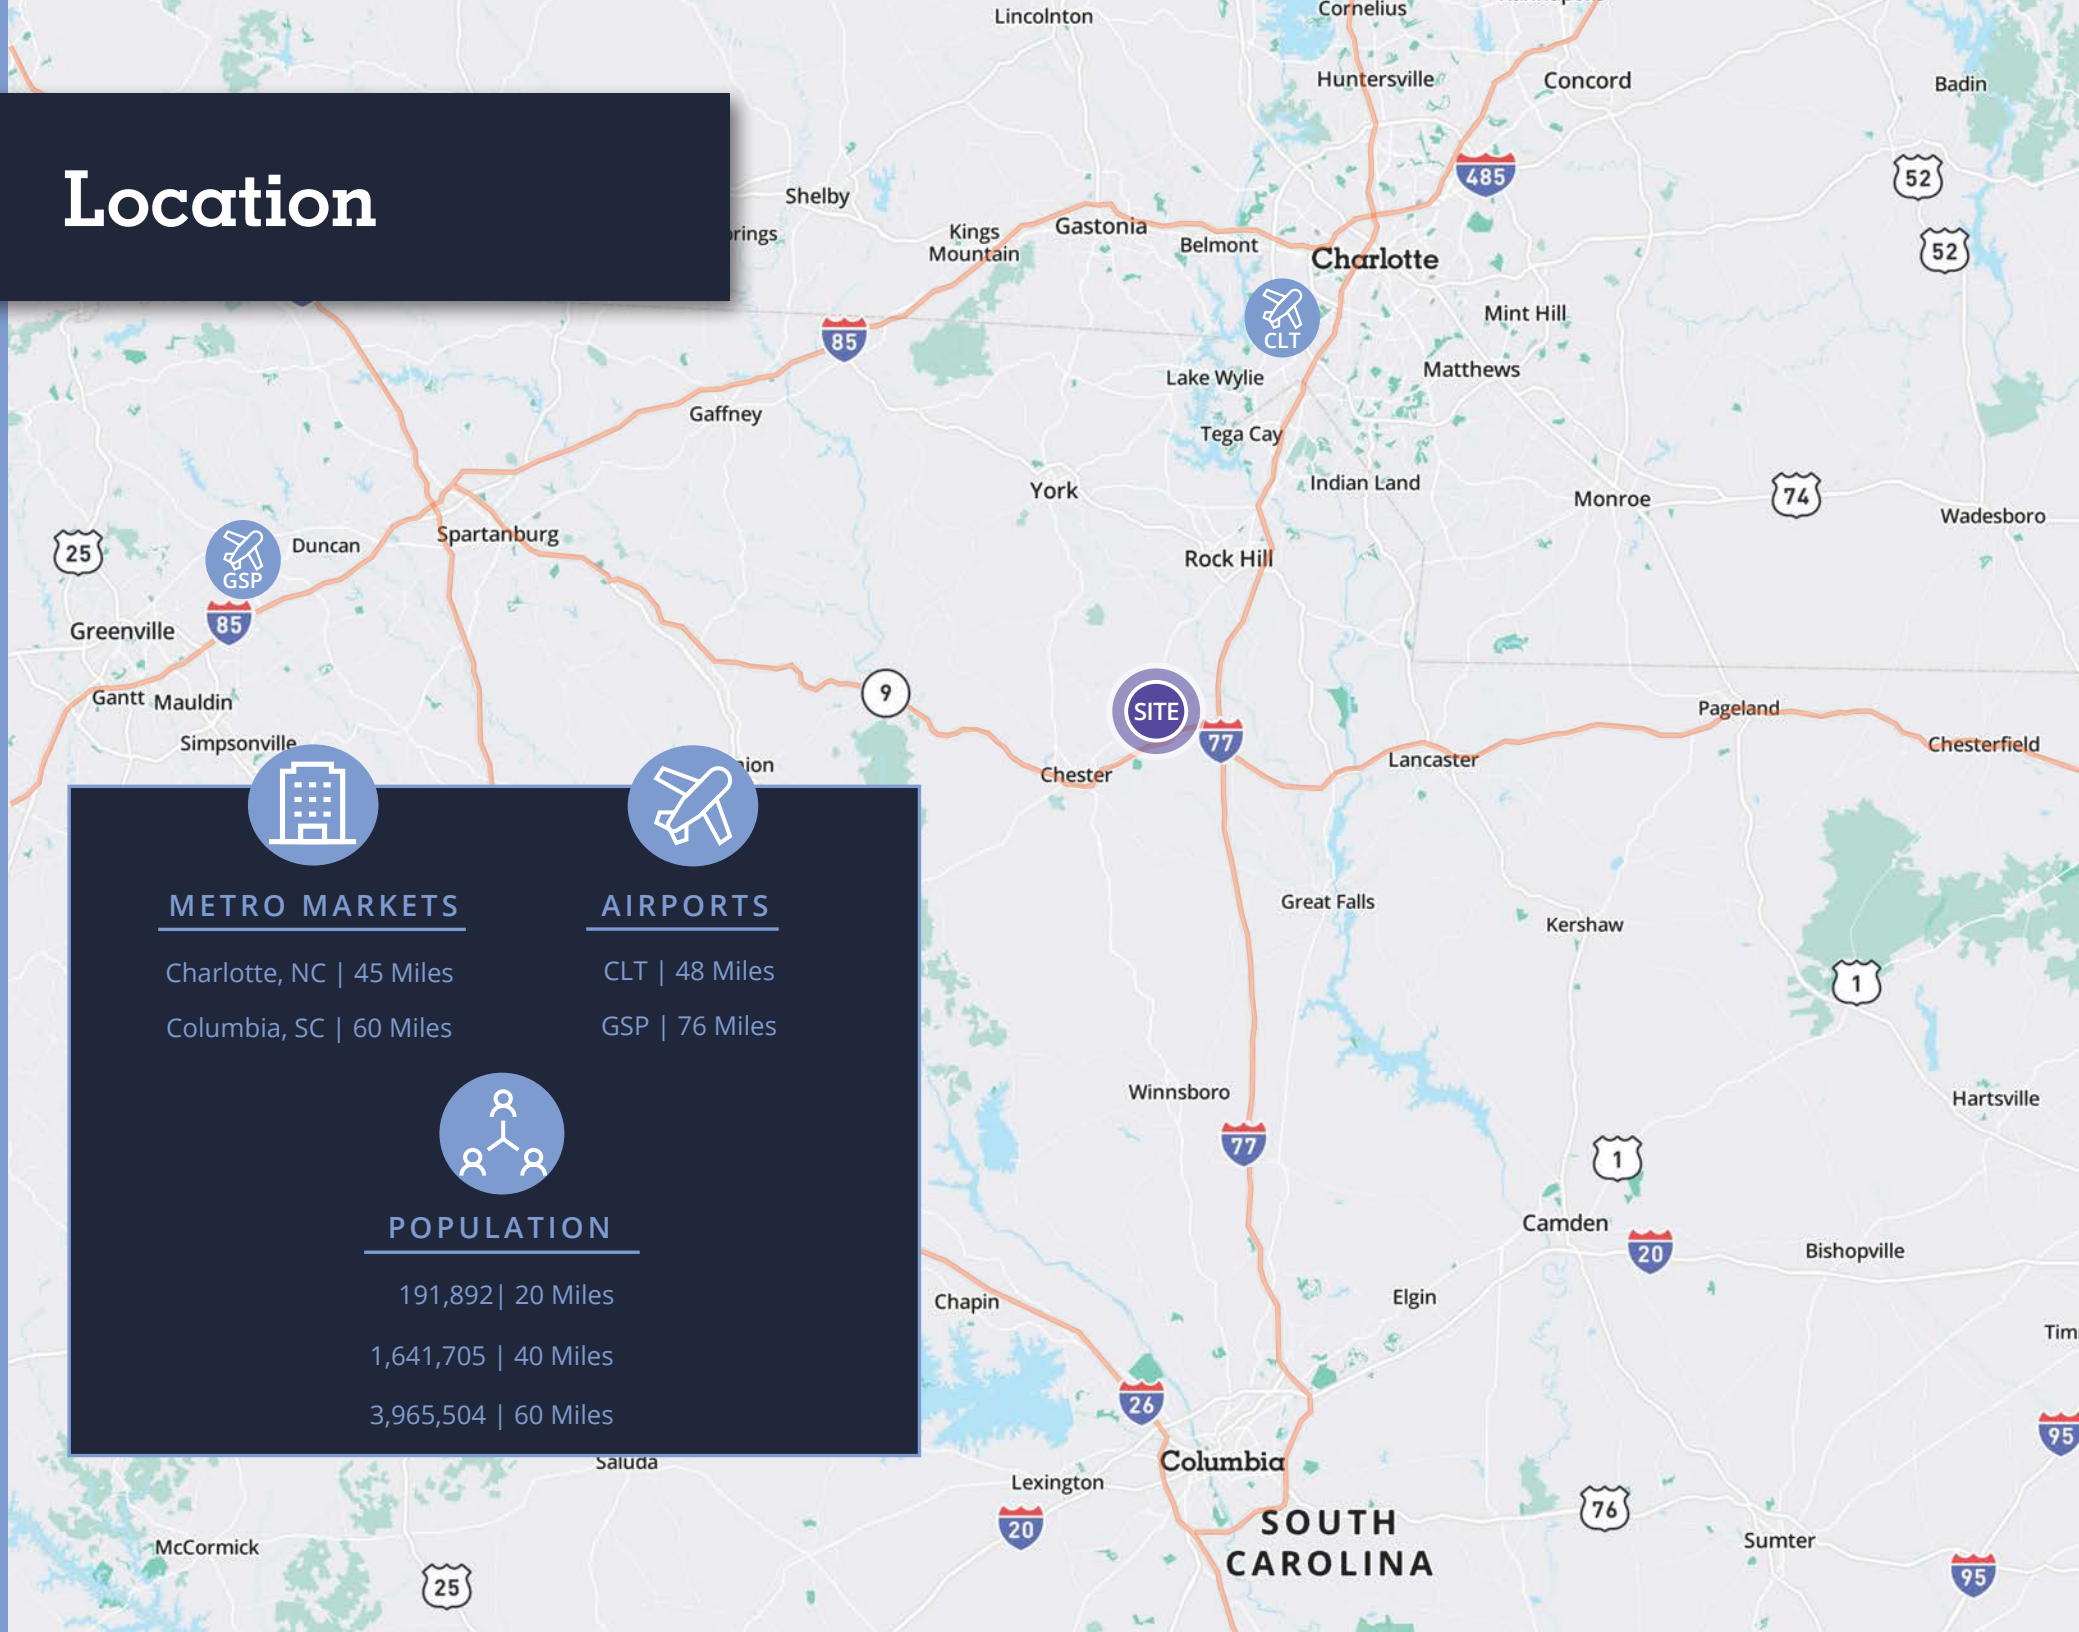 Lincolnton
Cornelius
Huntersville
Concord
Badin
Location
485
52
Shelby
Kings
Mountain
Gastonia
Belmont
Charlotte
52
CLT
Mint Hill
85
Lake Wylie
Matthews
Gaffney
Tega Cay
York
Indian Land
Monroe
74
Wadesboro
25
GSP
Duncan
Spartanburg
Rock Hill
85
Greenville
9
Gantt
Mauldin
SITE
77
Pageland
Simpsonville
Chester
Lancaster
Chesterfield
METRO MARKETS
Charlotte, NC | 45 Miles
Columbia, SC | 60 Miles
AIRPORTS
CLT | 48 Miles
GSP | 76 Miles
POPULATION
191,892| 20 Miles
1,641,705 | 40 Miles
3,965,504 | 60 Miles
Great Falls
Kershaw
1
Winnsboro
77
Hartsville
1
Camden
20
Bishopville
Chapin
Elgin
Tim
26
95
Columbia
Saluda
Lexington
20
SOUTH
CAROLINA
76
Sumter
McCormick
25
95